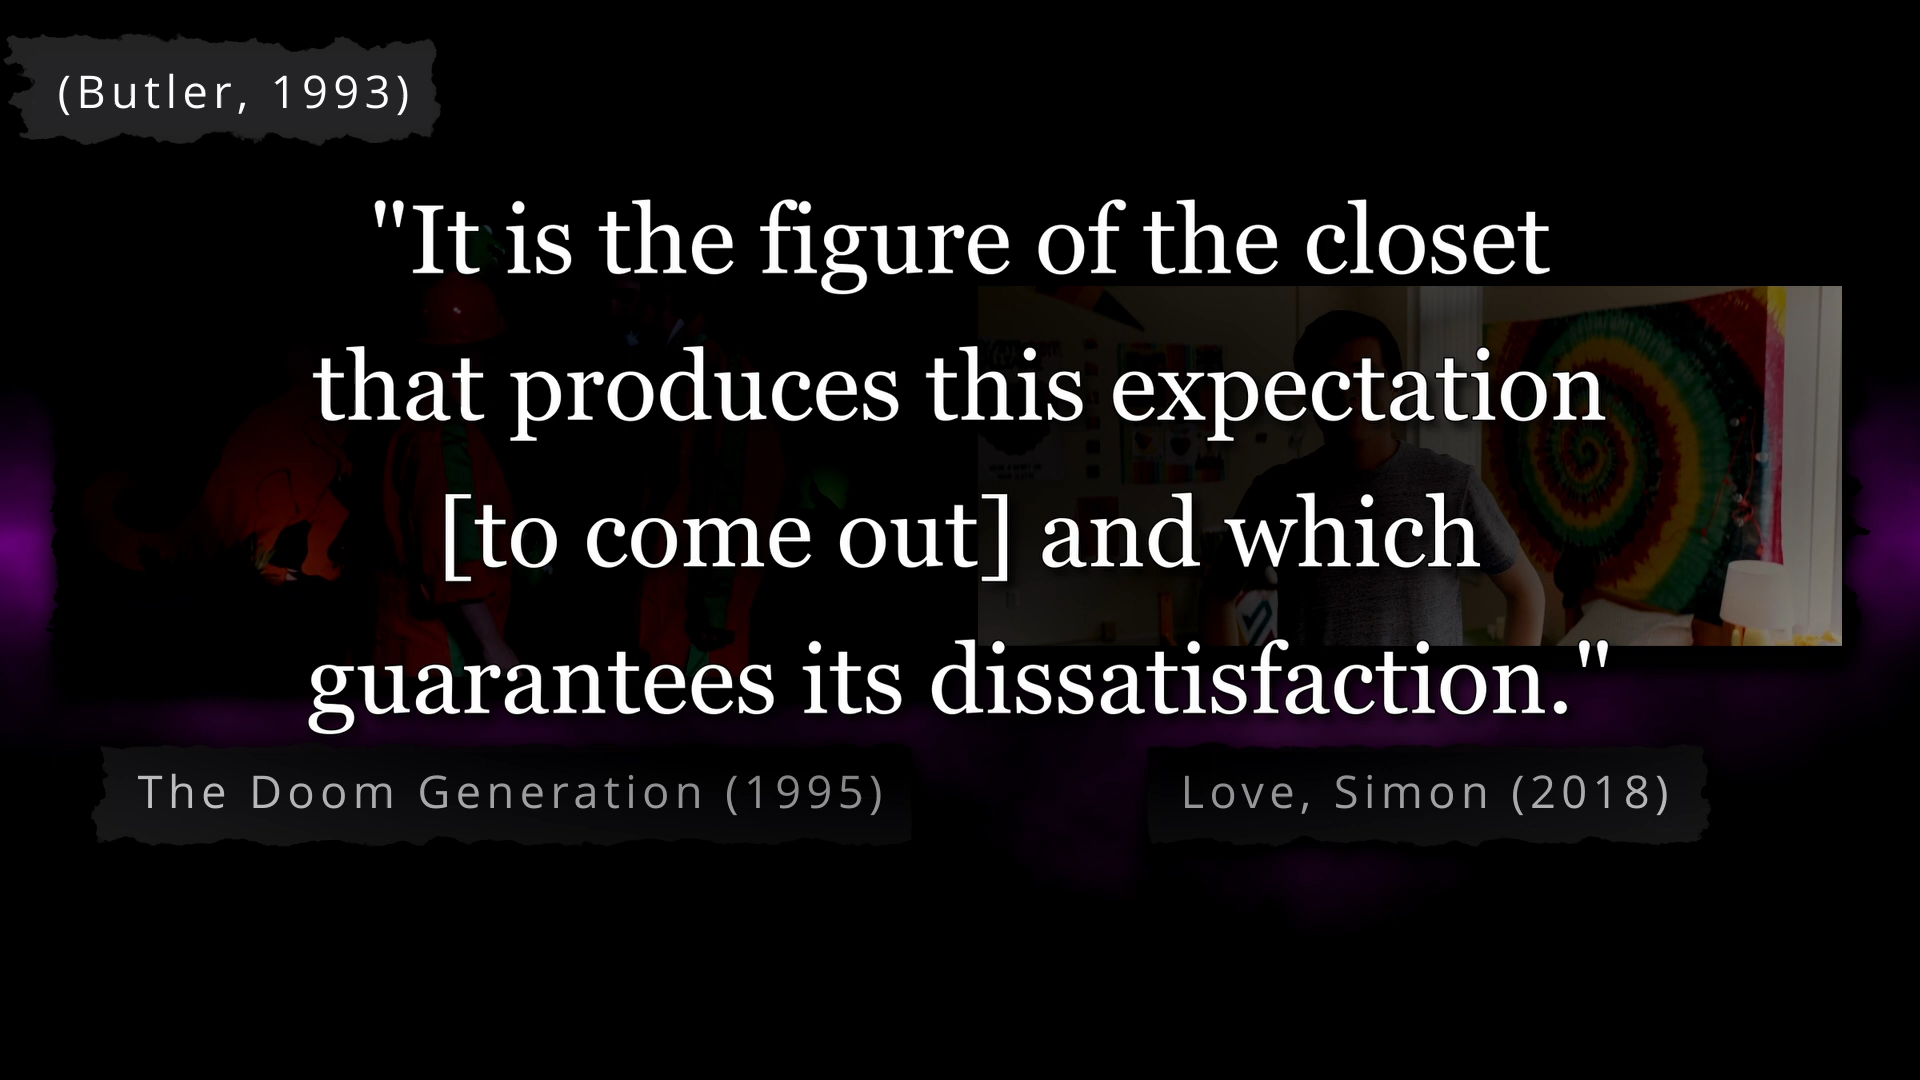 (Butler, 1993)
"It is the figure of the closet
that produces this expectation
[to come out] and which
guarantees its dissatisfaction."
The Doom Generation (1995)
Love, Simon (2018)